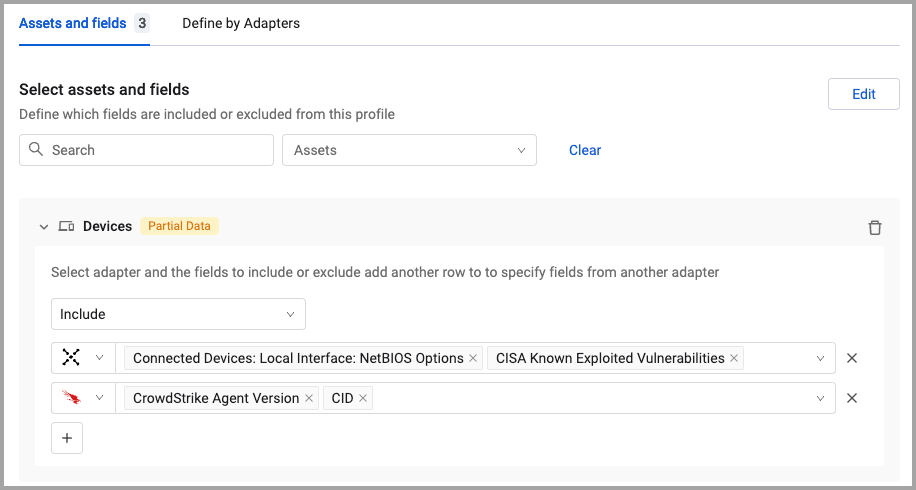 Assets and fields 3 Define by Adapters
Select assets and fields
Edit
Define which fields are included or excluded from this profile
Search Assets Clear
Devices Partial Data
Select adapter and the fields to include or exclude add another row to to specify fields from another adapter
Include
Connected Devices: Local Interface: NetBIOS Options CISA Known Exploited Vulnerabilities
CrowdStrike Agent Version CID